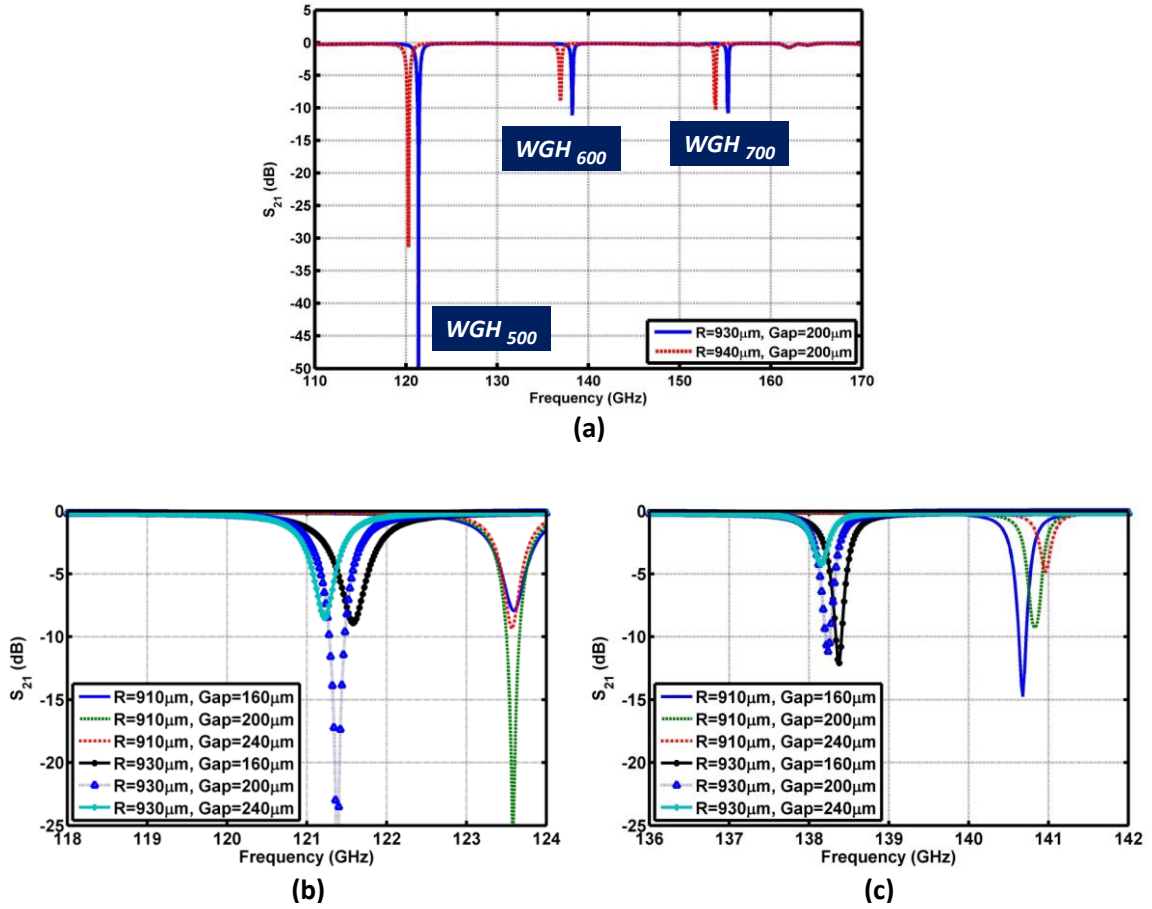 5
0
-5
-10
-15
-20
-25
-30
-35
-40
-45
-50
S21 (dB)
WGH 600
WGH 700
WGH 500
R=930μm, Gap=200μm
R=940μm, Gap=200μm
110 120 130 140 150 160 170
Frequency (GHz)
(a)
0
-5
-10
-15
-20
-25
S21 (dB)
R=910μm, Gap=160μm
R=910μm, Gap=200μm
R=910μm, Gap=240μm
R=930μm, Gap=160μm
R=930μm, Gap=200μm
R=930μm, Gap=240μm
118 119 120 121 122 123 124
Frequency (GHz)
(b)
0
-5
-10
-15
-20
-25
S21 (dB)
R=910μm, Gap=160μm
R=910μm, Gap=200μm
R=910μm, Gap=240μm
R=930μm, Gap=160μm
R=930μm, Gap=200μm
R=930μm, Gap=240μm
136 137 138 139 140 141 142
Frequency (GHz)
(c)